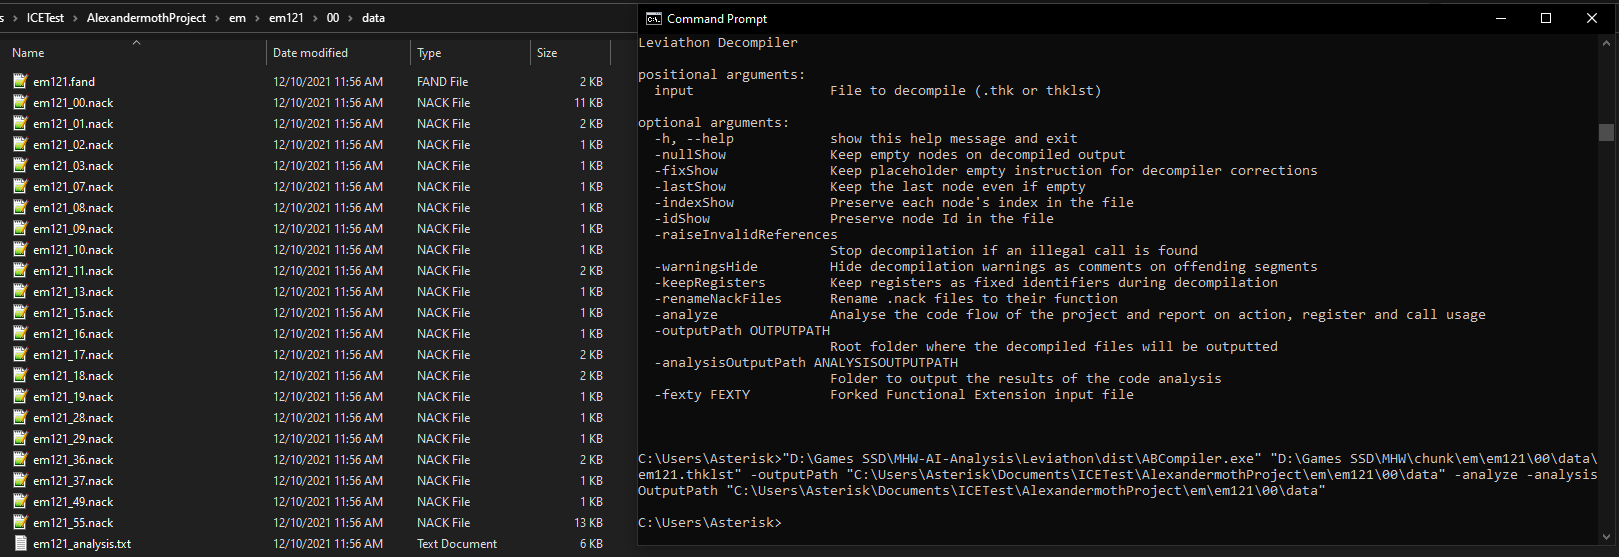 s > ICETest > AlexandermothProject > em > em121 > 00 > data
Name Date modified Type Size
em121.fand 12/10/2021 11:56 AM FAND File 2 KB
em121_00.nack 12/10/2021 11:56 AM NACK File 11 KB
em121_01.nack 12/10/2021 11:56 AM NACK File 2 KB
em121_02.nack 12/10/2021 11:56 AM NACK File 1 KB
em121_03.nack 12/10/2021 11:56 AM NACK File 1 KB
em121_07.nack 12/10/2021 11:56 AM NACK File 1 KB
em121_08.nack 12/10/2021 11:56 AM NACK File 1 KB
em121_09.nack 12/10/2021 11:56 AM NACK File 1 KB
em121_10.nack 12/10/2021 11:56 AM NACK File 1 KB
em121_11.nack 12/10/2021 11:56 AM NACK File 2 KB
em121_13.nack 12/10/2021 11:56 AM NACK File 1 KB
em121_15.nack 12/10/2021 11:56 AM NACK File 1 KB
em121_16.nack 12/10/2021 11:56 AM NACK File 1 KB
em121_17.nack 12/10/2021 11:56 AM NACK File 2 KB
em121_18.nack 12/10/2021 11:56 AM NACK File 2 KB
em121_19.nack 12/10/2021 11:56 AM NACK File 1 KB
em121_28.nack 12/10/2021 11:56 AM NACK File 1 KB
em121_29.nack 12/10/2021 11:56 AM NACK File 1 KB
em121_36.nack 12/10/2021 11:56 AM NACK File 2 KB
em121_37.nack 12/10/2021 11:56 AM NACK File 1 KB
em121_49.nack 12/10/2021 11:56 AM NACK File 1 KB
em121_55.nack 12/10/2021 11:56 AM NACK File 13 KB
em121_analysis.txt 12/10/2021 11:56 AM Text Document 6 KB
Command Prompt
Leviathon Decompiler
positional arguments:
input File to decompile (.thk or thklst)
optional arguments:
-h, --help show this help message and exit
-nullShow Keep empty nodes on decompiled output
-fixShow Keep placeholder empty instruction for decompiler corrections
-lastShow Keep the last node even if empty
-indexShow Preserve each node's index in the file
-idShow Preserve node Id in the file
-raiseInvalidReferences
Stop decompilation if an illegal call is found
-warningsHide Hide decompilation warnings as comments on offending segments
-keepRegisters Keep registers as fixed identifiers during decompilation
-renameNackFiles Rename .nack files to their function
-analyze Analyse the code flow of the project and report on action, register and call usage
-outputPath OUTPUTPATH
Root folder where the decompiled files will be outputted
-analysisOutputPath ANALYSISOUTPUTPATH
Folder to output the results of the code analysis
-fexty FEXTY Forked Functional Extension input file
C:\Users\Asterisk>"D:\Games SSD\MHW-AI-Analysis\Leviathon\dist\ABCompiler.exe" "D:\Games SSD\MHW\chunk\em\em121\00\data\
em121.thklst" -outputPath "C:\Users\Asterisk\Documents\ICETest\AlexandermothProject\em\em121\00\data" -analyze -analysis
OutputPath "C:\Users\Asterisk\Documents\ICETest\AlexandermothProject\em\em121\00\data"
C:\Users\Asterisk>